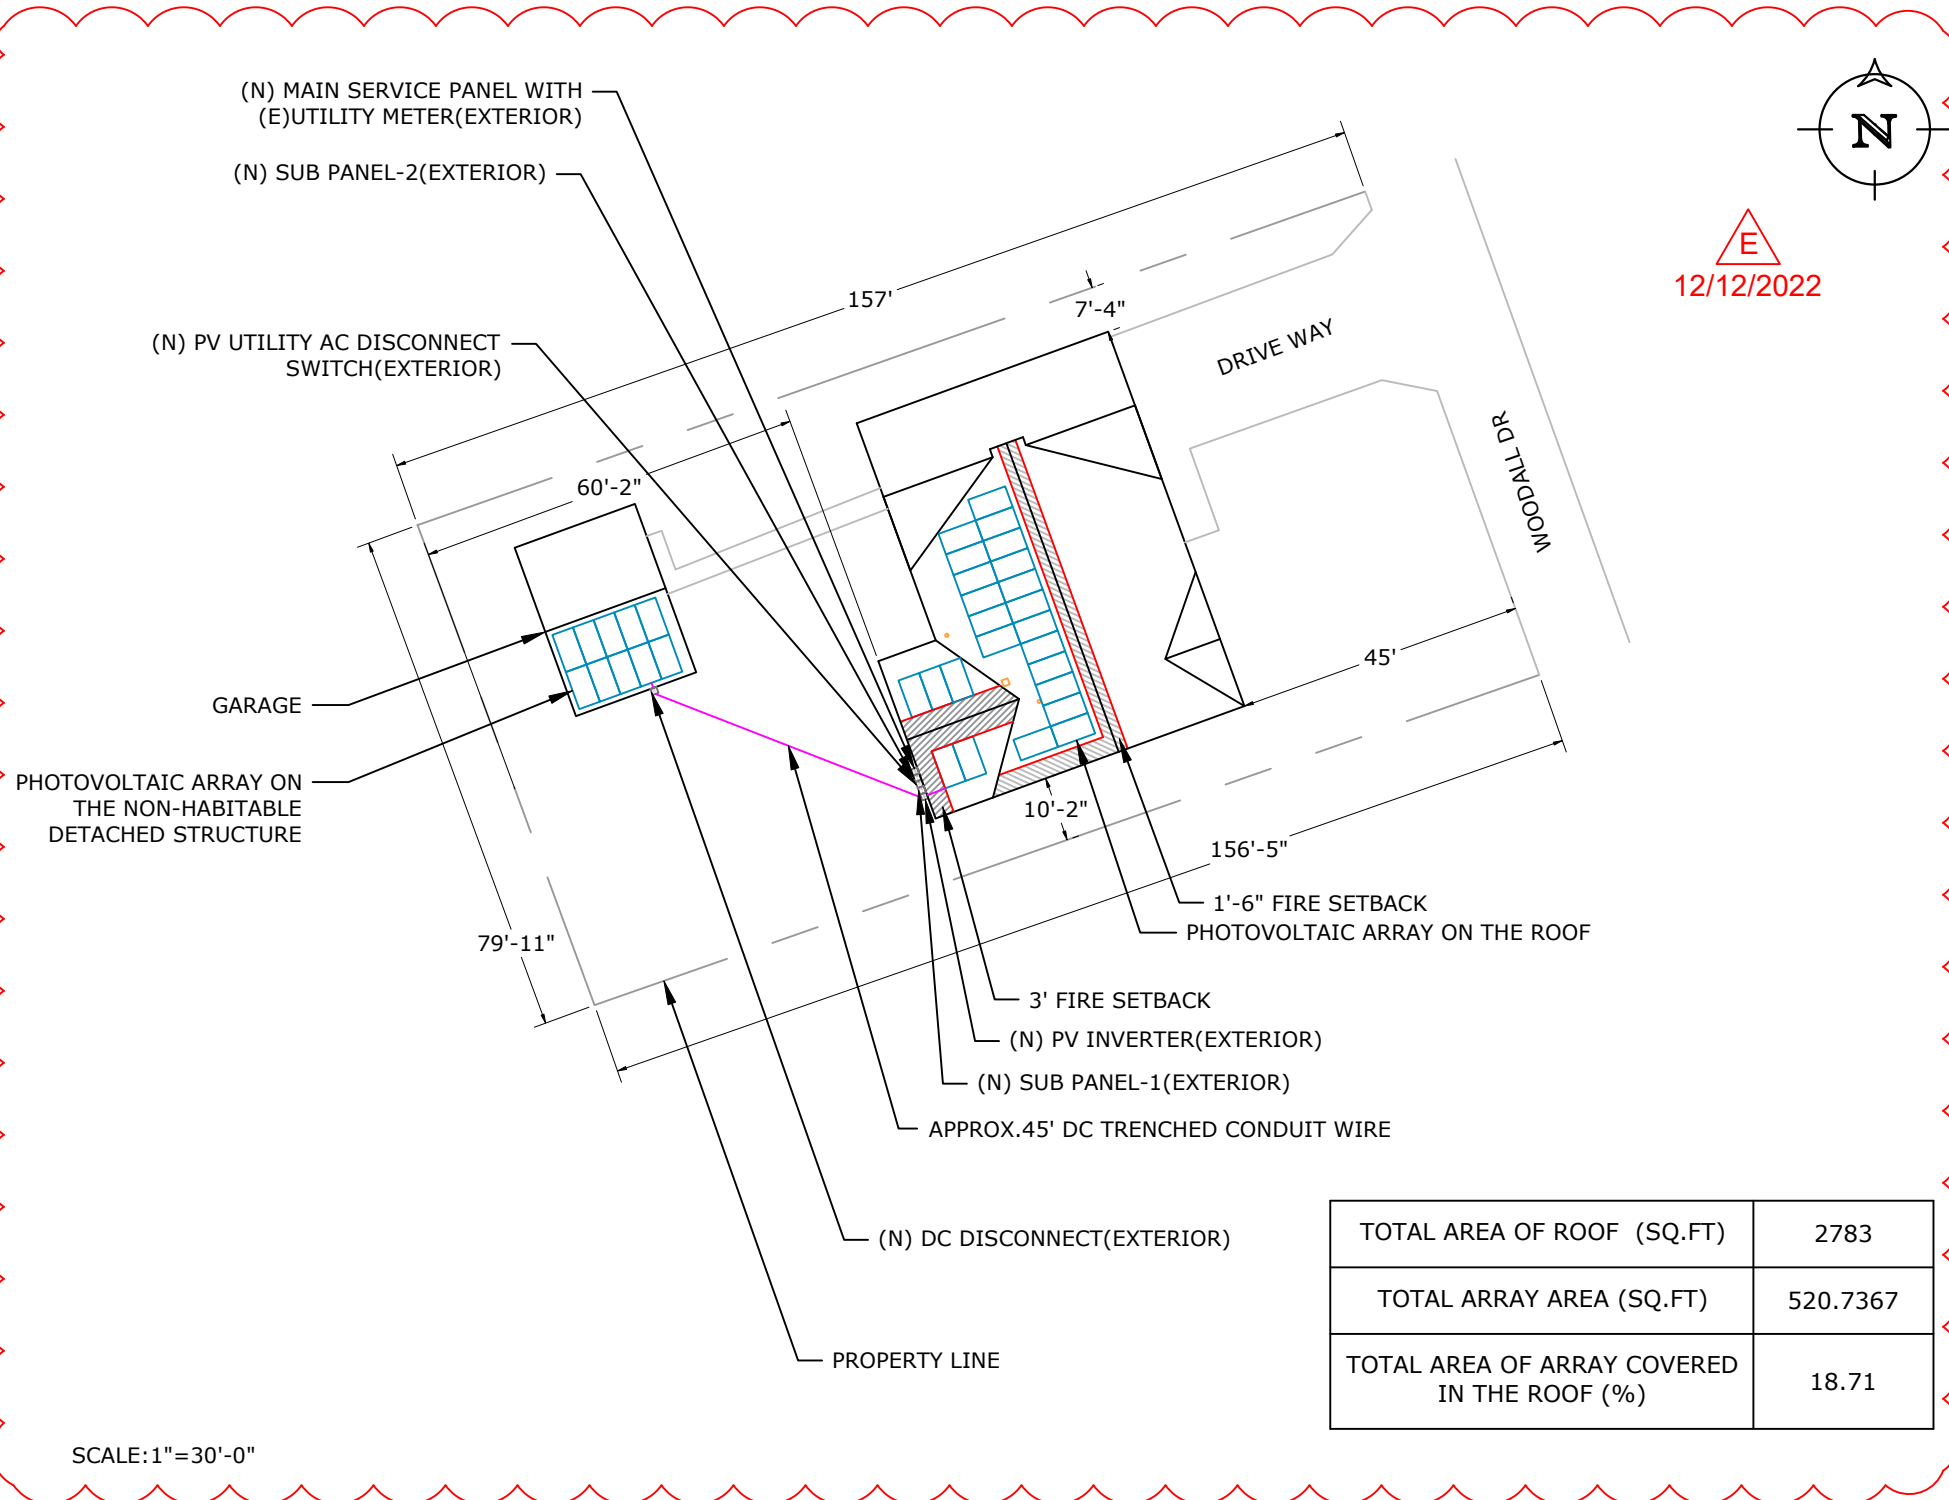 (N) MAIN SERVICE PANEL WITH
(E)UTILITY METER(EXTERIOR)
N
(N) SUB PANEL-2(EXTERIOR)
E
12/12/2022
157'
7'-4"
(N) PV UTILITY AC DISCONNECT
SWITCH(EXTERIOR)
DRIVE WAY
WOODALL DR
60'-2"
45'
GARAGE
PHOTOVOLTAIC ARRAY ON
THE NON-HABITABLE
DETACHED STRUCTURE
10'-2"
156'-5"
79'-11"
1'-6" FIRE SETBACK
PHOTOVOLTAIC ARRAY ON THE ROOF
3' FIRE SETBACK
(N) PV INVERTER(EXTERIOR)
(N) SUB PANEL-1(EXTERIOR)
APPROX.45' DC TRENCHED CONDUIT WIRE
(N) DC DISCONNECT(EXTERIOR)
PROPERTY LINE
TOTAL AREA OF ROOF (SQ.FT) 2783
TOTAL ARRAY AREA (SQ.FT) 520.7367
TOTAL AREA OF ARRAY COVERED
IN THE ROOF (%) 18.71
SCALE:1"=30'-0"